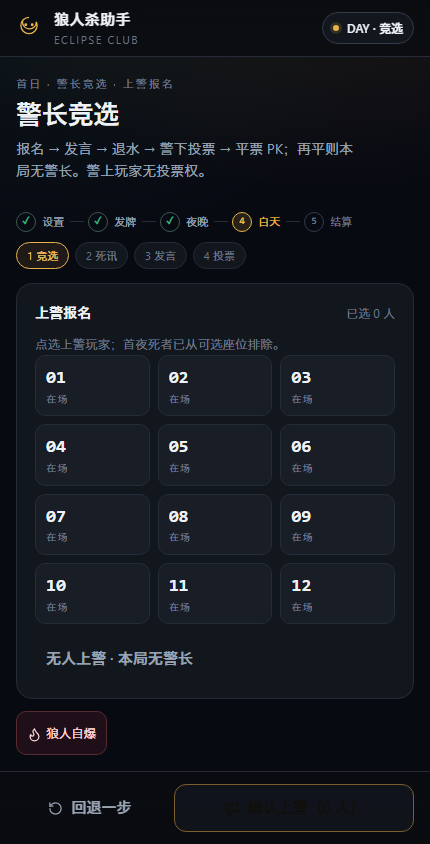 狼人杀助手
ECLIPSE CLUB
DAY · 竞选
首日 · 警长竞选 · 上警报名
警长竞选
报名 → 发言 → 退水 → 警下投票 → 平票 PK；再平则本
局无警长。警上玩家无投票权。
设置 发牌 夜晚 4 白天 5 结算
1 竞选 2 死讯 3 发言 4 投票
上警报名
已选 0 人
点选上警玩家；首夜死者已从可选座位排除。
01 02 03
在场 在场 在场
04 05 06
在场 在场 在场
07 08 09
在场 在场 在场
10 11 12
在场 在场 在场
无人上警 · 本局无警长
狼人自爆
回退一步
确认上警（0 人）